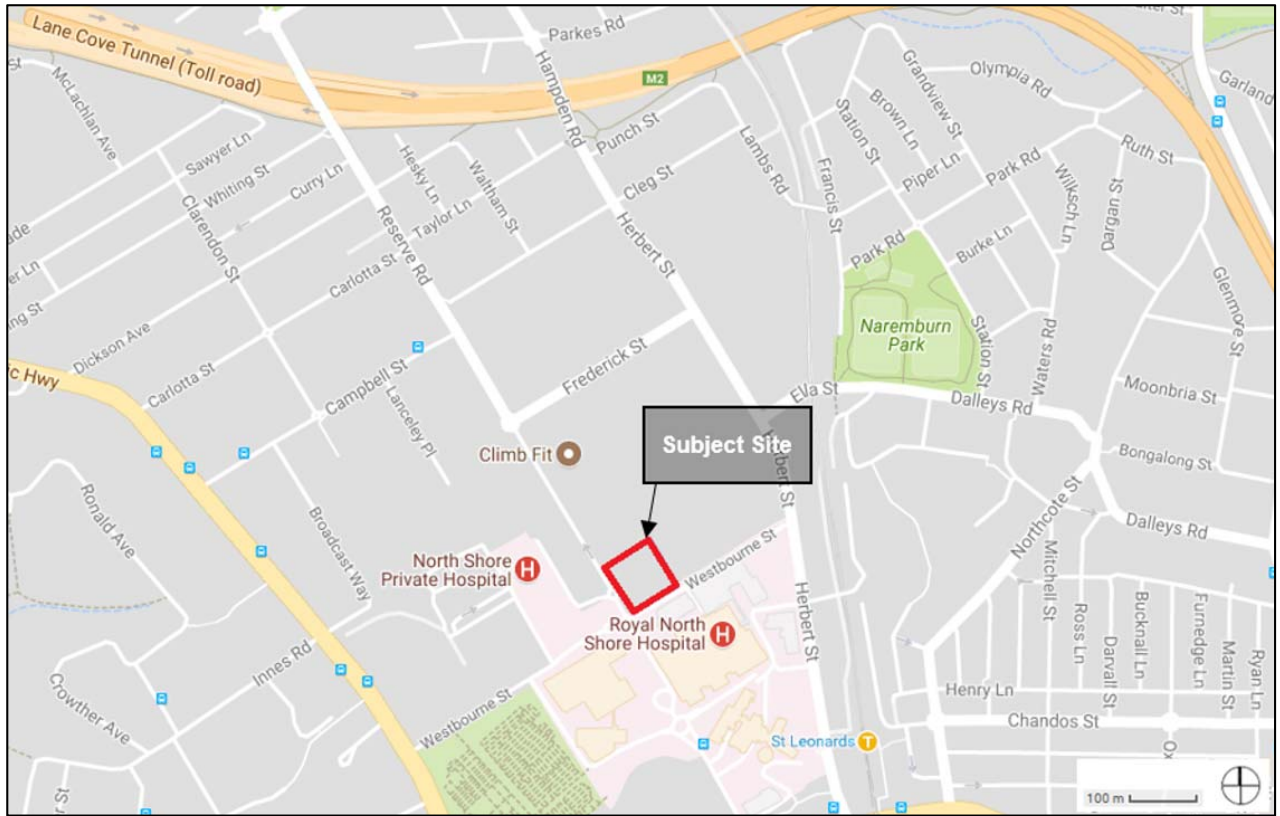 Lane Cove Tunnel (Toll road)
Parkes Rd
M2
Hampden Rd
Olympia Rd
Grandview St
Garland
McLachlan Ave
Sawyer Ln
Whiting St
Curry Ln
Hesky Ln
Waltham St
Punch St
Cleg St
Lambs Rd
Station St
Brown Ln
Piper Ln
Park Rd
Ruth St
Francis St
Wilksch Ln
Dargan St
Clarendon St
Taylor Ln
Reserve Rd
Herbert St
Carlotta St
Park Rd
Burke Ln
Glenmore St
Naremburn
Park
Station St
Waters Rd
Dickson Ave
Carlotta St
Campbell St
Frederick St
Lanceley Pl
Eva St
Dalleys Rd
Moonbria St
ic Hwy
Climb Fit
Subject Site
Herbert St
Bongalong St
Ronald Ave
Broadcast Way
Northcote St
Dalleys Rd
North Shore
Private Hospital
H
Westbourne St
Royal North
Shore Hospital
H
Herbert St
Mitchell St
Ross Ln
Darvall St
Bucknall Ln
Furnedge Ln
Martin St
Ryan Ln
Innes Rd
Crowther Ave
Westbourne St
Henry Ln
Chandos St
St Leonards
T
100 m